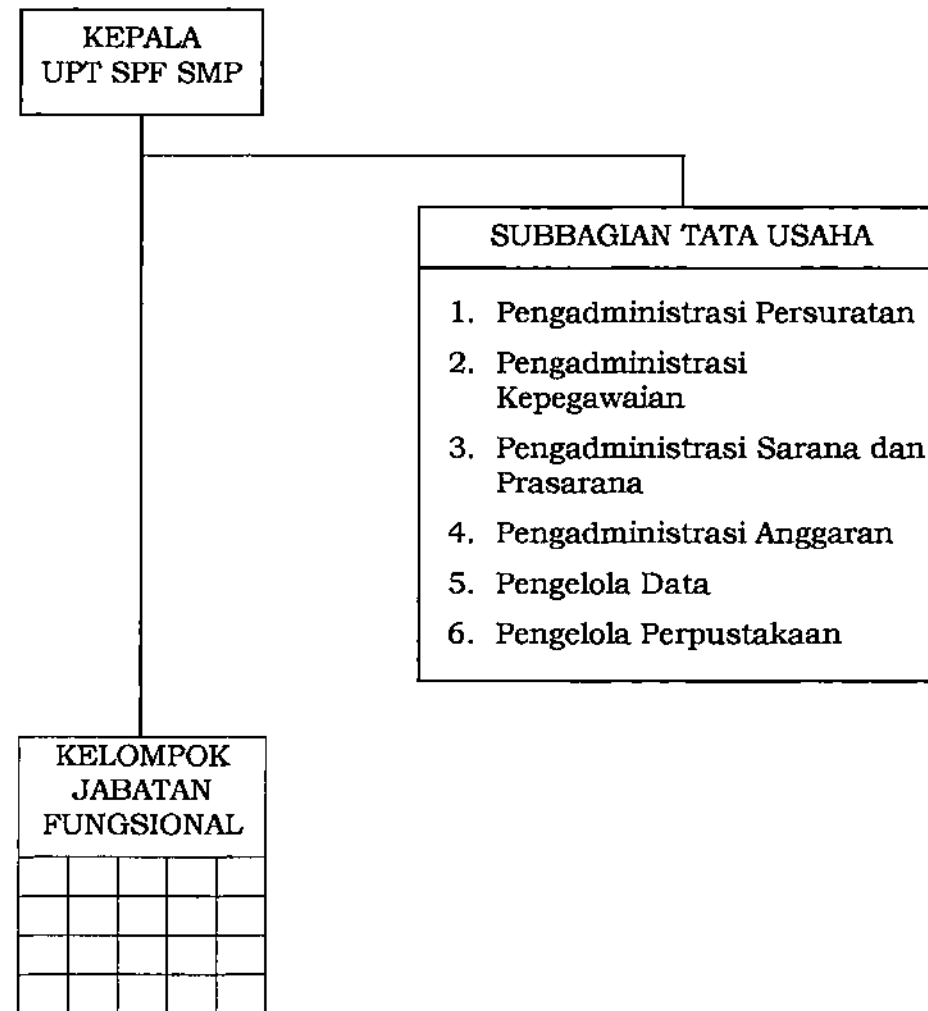 KEPALA
UPT SPF SMP
SUBBAGIAN TATA USAHA
1. Pengadministrasi Persuratan
2. Pengadministrasi
Kepegawaian
3. Pengadministrasi Sarana dan
Prasarana
4. Pengadministrasi Anggaran
5. Pengelola Data
6. Pengelola Perpustakaan
KELOMPOK
JABATAN
FUNGSIONAL